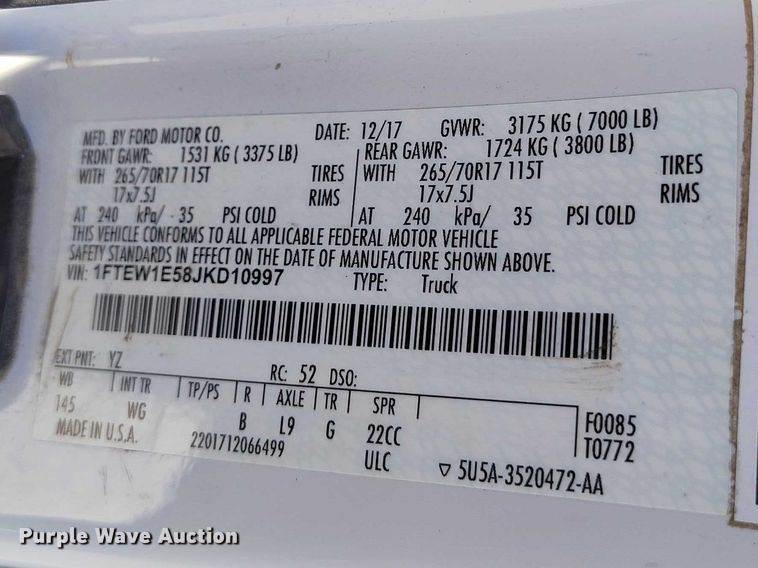 MFD. BY FORD MOTOR CO. DATE: 12/17 GVWR: 3175 KG ( 7000 LB)
FRONT GAWR: 1531 KG ( 3375 LB) REAR GAWR: 1724 KG ( 3800 LB)
WITH 265/70R17 115T TIRES WITH 265/70R17 115T TIRES
17x7.5J RIMS 17x7.5J RIMS
AT 240 kPa/ 35 PSI COLD AT 240 kPa/ 35 PSI COLD
THIS VEHICLE CONFORMS TO ALL APPLICABLE FEDERAL MOTOR VEHICLE
SAFETY STANDARDS IN EFFECT ON THE DATE OF MANUFACTURE SHOWN ABOVE.
VIN: 1FTEW1E58JKD10997 TYPE: Truck
EXT PNT: YZ RC: 52 DSO:
WB INT TR TP/PS R AXLE TR SPR
145 WG B L9 G 22CC F0085
MADE IN U.S.A. 2201712066499 ULC T0772
▽ 5U5A-3520472-AA
Purple Wave Auction